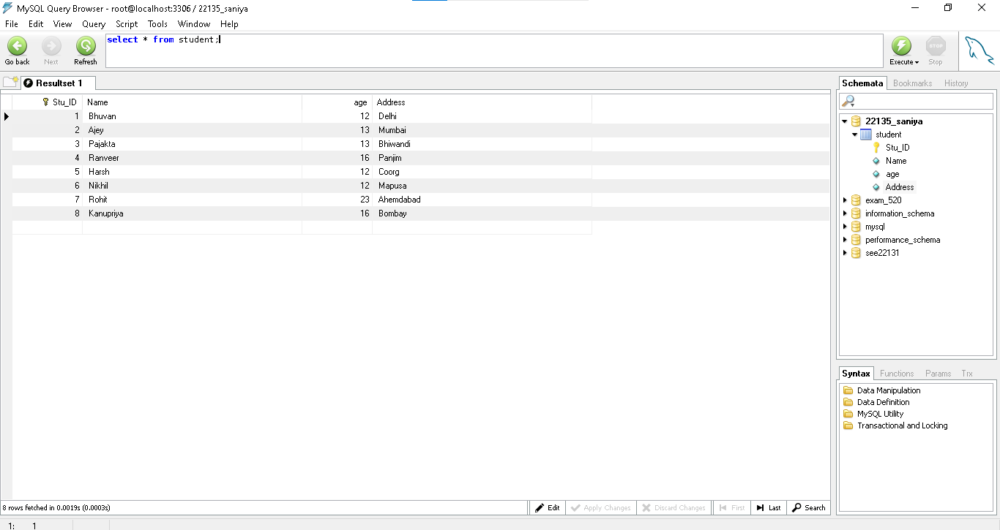 MySQL Query Browser - root@localhost:3306 / 22135_saniya
File Edit View Query Script Tools Window Help
Go back Next Refresh
select * from student;
Execute Stop
Resultset 1
Stu_ID Name age Address
1 Bhuvan 12 Delhi
2 Ajey 13 Mumbai
3 Pajakta 13 Bhiwandi
4 Ranveer 16 Panjim
5 Harsh 12 Coorg
6 Nikhil 12 Mapusa
7 Rohit 23 Ahemdabad
8 Kanupriya 16 Bombay
8 rows fetched in 0.0019s (0.0003s)
Edit Apply Changes Discard Changes First Last Search
1: 1
Schemata Bookmarks History
22135_saniya
student
Stu_ID
Name
age
Address
exam_520
information_schema
mysql
performance_schema
see22131
Syntax Functions Params Trx
Data Manipulation
Data Definition
MySQL Utility
Transactional and Locking